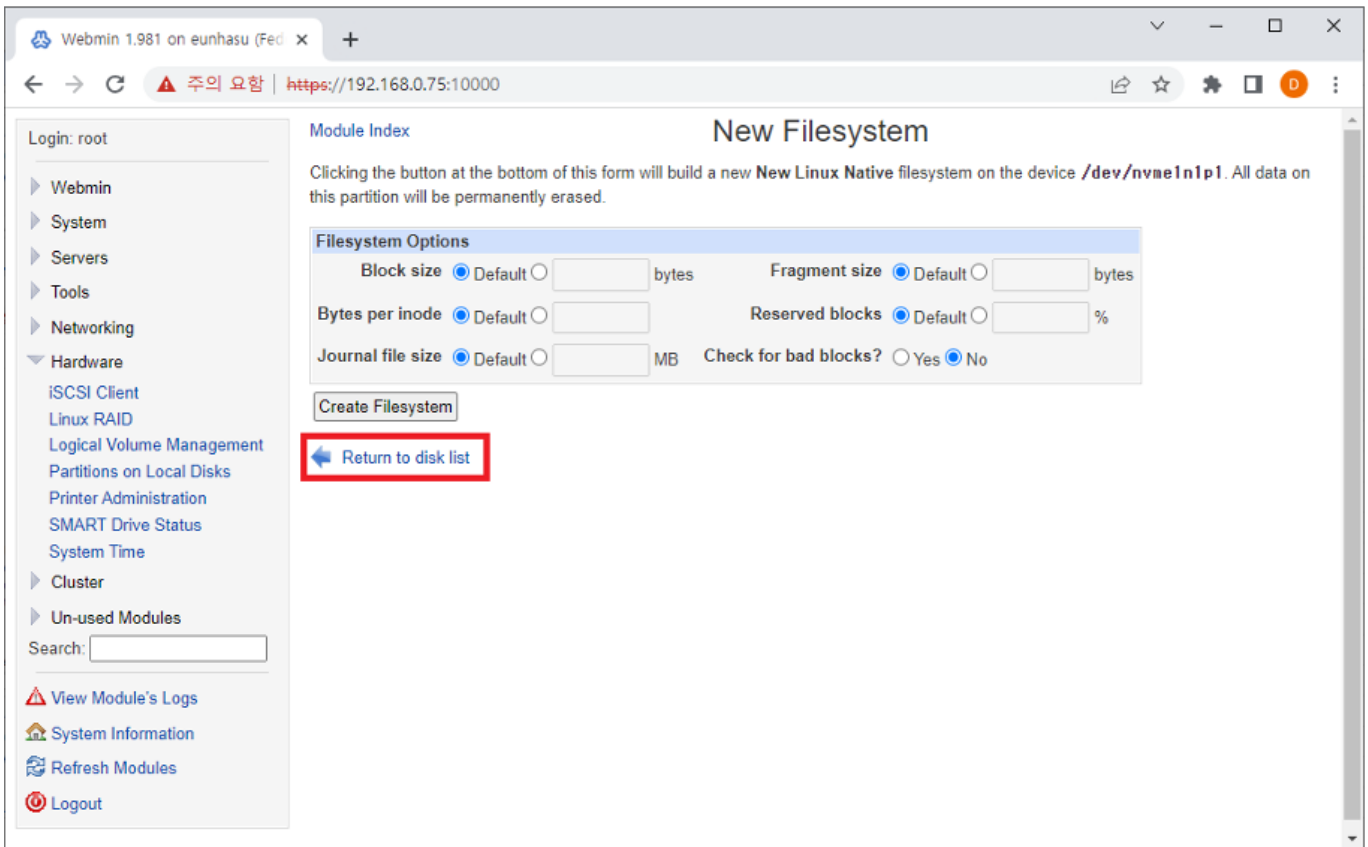 Webmin 1.981 on eunhasu (Fed
주의 요함 | https://192.168.0.75:10000
D
Login: root
Webmin
System
Servers
Tools
Networking
Hardware
iSCSI Client
Linux RAID
Logical Volume Management
Partitions on Local Disks
Printer Administration
SMART Drive Status
System Time
Cluster
Un-used Modules
Search:
View Module's Logs
System Information
Refresh Modules
Logout
Module Index
New Filesystem
Clicking the button at the bottom of this form will build a new New Linux Native filesystem on the device /dev/nvme1n1p1. All data on
this partition will be permanently erased.
Filesystem Options
Block size Default bytes Fragment size Default bytes
Bytes per inode Default Reserved blocks Default %
Journal file size Default MB Check for bad blocks? Yes No
Create Filesystem
Return to disk list